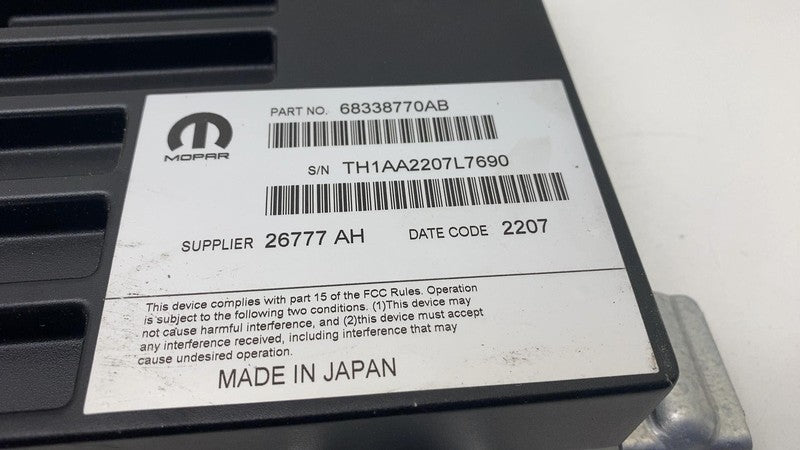 PART NO. 68338770AB
MOPAR
S/N TH1AA2207L7690
SUPPLIER 26777 AH DATE CODE 2207
This device complies with part 15 of the FCC Rules. Operation
is subject to the following two conditions. (1)This device may
not cause harmful interference, and (2)this device must accept
any interference received, including interference that may
cause undesired operation.
MADE IN JAPAN